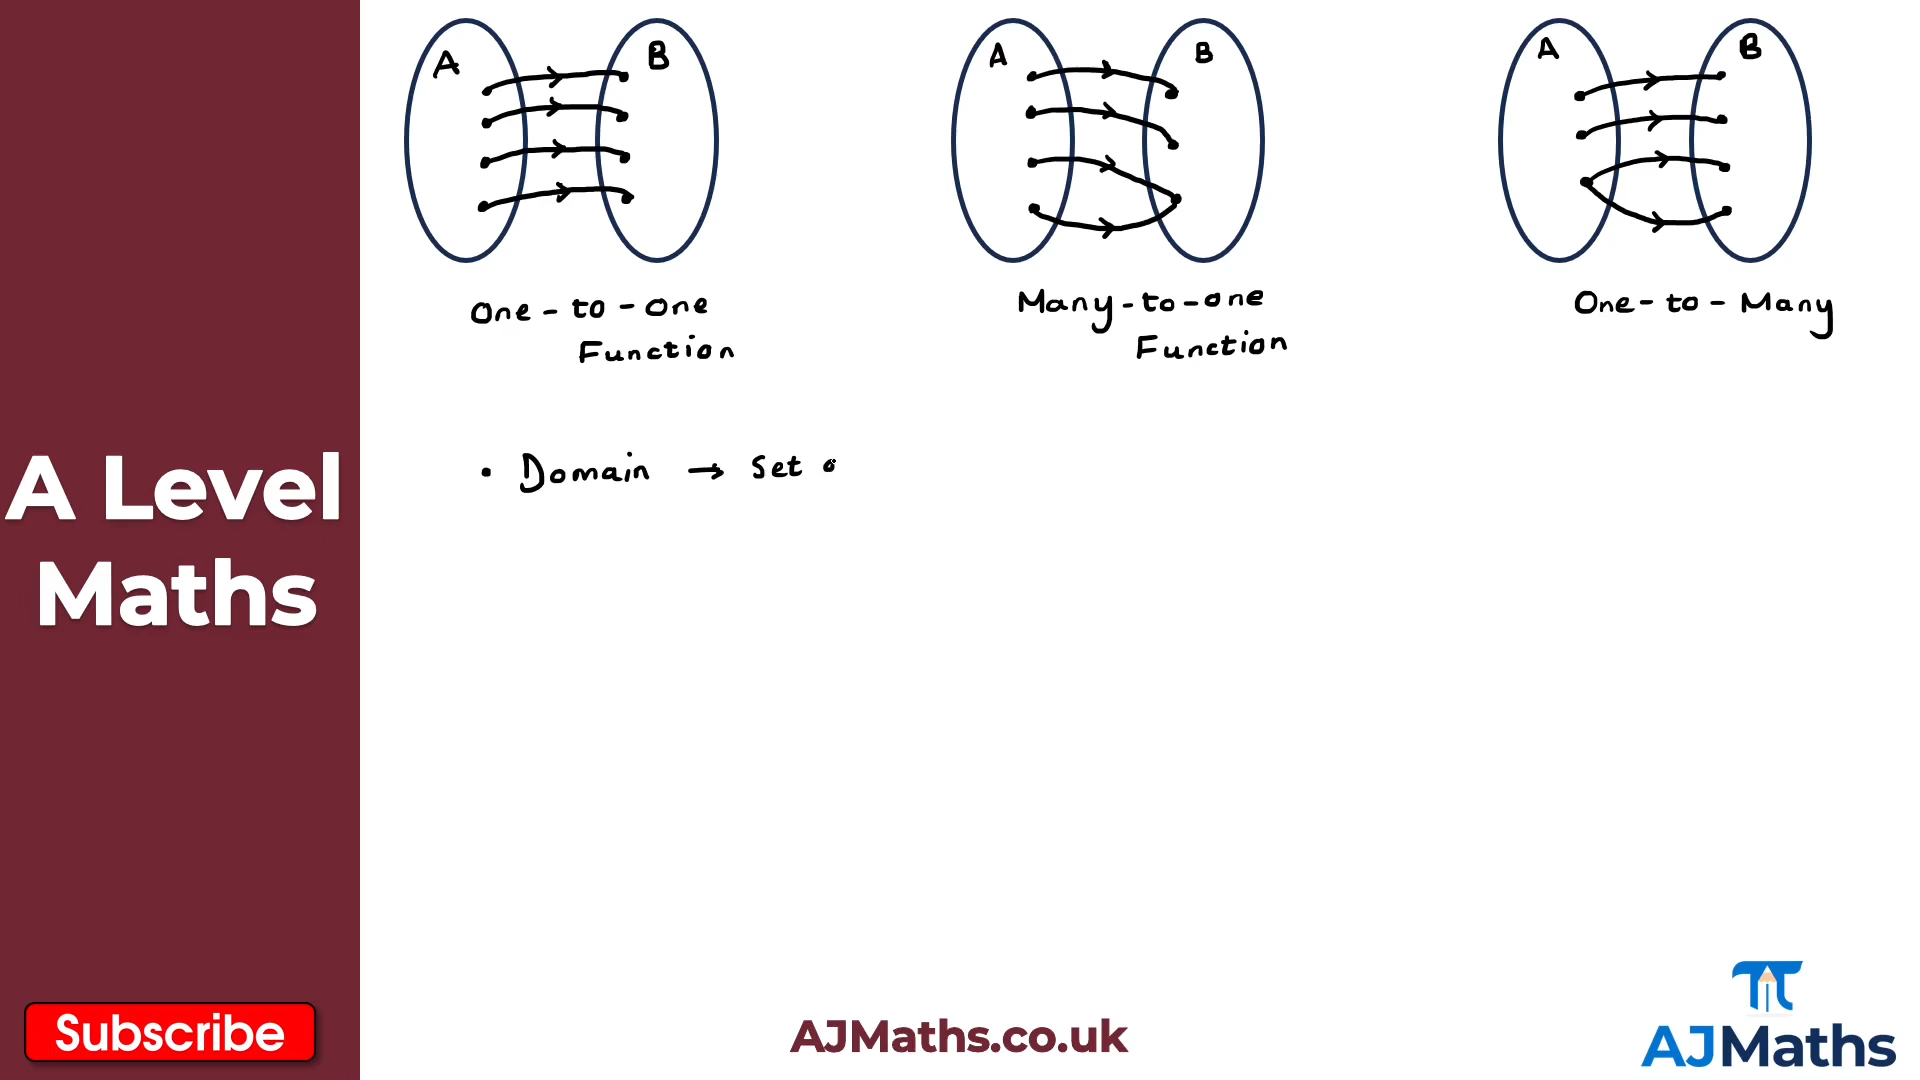 A B
One-to-one
Function
A B
Many-to-one
Function
A B
One-to-Many
• Domain → Set o
A Level
Maths
Subscribe
AJMaths.co.uk
AJMaths